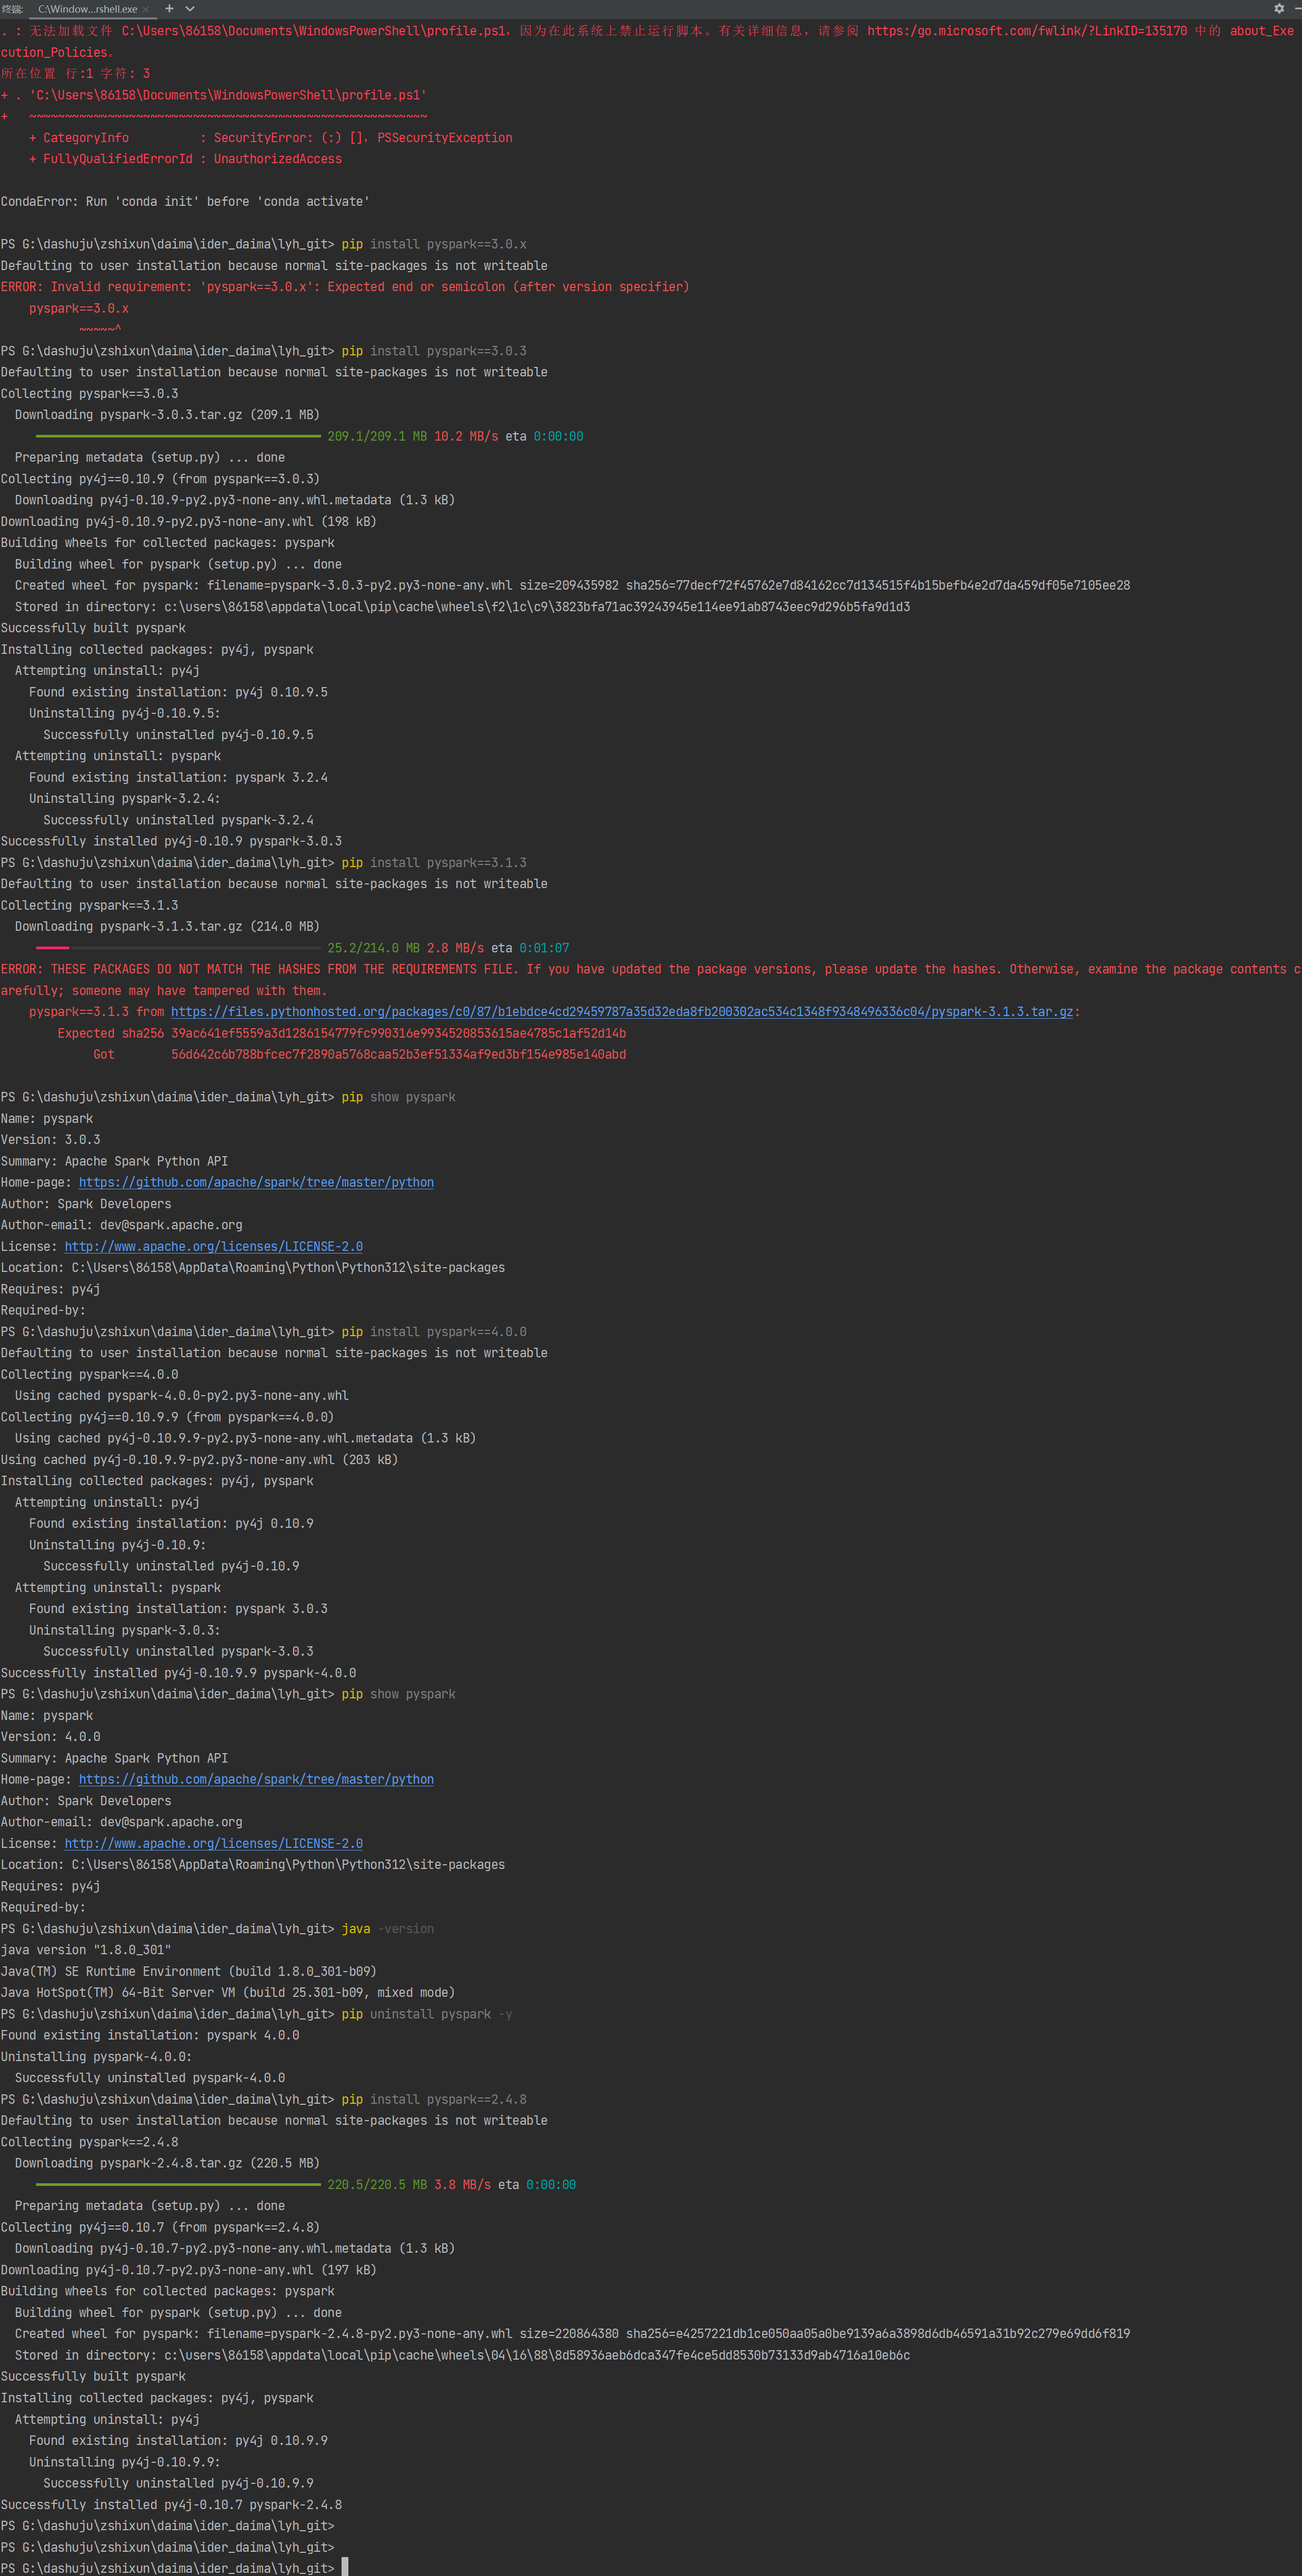 终端: C:\Window...rshell.exe × +
. : 无法加载文件 C:\Users\86158\Documents\WindowsPowerShell\profile.ps1，因为在此系统上禁止运行脚本。有关详细信息，请参阅 https:/go.microsoft.com/fwlink/?LinkID=135170 中的 about_Exe
cution_Policies。
所在位置 行:1 字符: 3
+ . 'C:\Users\86158\Documents\WindowsPowerShell\profile.ps1'
+   ~~~~~~~~~~~~~~~~~~~~~~~~~~~~~~~~~~~~~~~~~~~~~~~~~~~~~~~~
    + CategoryInfo          : SecurityError: (:) [], PSSecurityException
    + FullyQualifiedErrorId : UnauthorizedAccess
CondaError: Run 'conda init' before 'conda activate'
PS G:\dashuju\zshixun\daima\ider_daima\lyh_git> pip install pyspark==3.0.x
Defaulting to user installation because normal site-packages is not writeable
ERROR: Invalid requirement: 'pyspark==3.0.x': Expected end or semicolon (after version specifier)
    pyspark==3.0.x
           ~~~~~^
PS G:\dashuju\zshixun\daima\ider_daima\lyh_git> pip install pyspark==3.0.3
Defaulting to user installation because normal site-packages is not writeable
Collecting pyspark==3.0.3
  Downloading pyspark-3.0.3.tar.gz (209.1 MB)
     209.1/209.1 MB 10.2 MB/s eta 0:00:00
  Preparing metadata (setup.py) ... done
Collecting py4j==0.10.9 (from pyspark==3.0.3)
  Downloading py4j-0.10.9-py2.py3-none-any.whl.metadata (1.3 kB)
Downloading py4j-0.10.9-py2.py3-none-any.whl (198 kB)
Building wheels for collected packages: pyspark
  Building wheel for pyspark (setup.py) ... done
  Created wheel for pyspark: filename=pyspark-3.0.3-py2.py3-none-any.whl size=209435982 sha256=77decf72f45762e7d84162cc7d134515f4b15befb4e2d7da459df05e7105ee28
  Stored in directory: c:\users\86158\appdata\local\pip\cache\wheels\f2\1c\c9\3823bfa71ac39243945e114ee91ab8743eec9d296b5fa9d1d3
Successfully built pyspark
Installing collected packages: py4j, pyspark
  Attempting uninstall: py4j
    Found existing installation: py4j 0.10.9.5
    Uninstalling py4j-0.10.9.5:
      Successfully uninstalled py4j-0.10.9.5
  Attempting uninstall: pyspark
    Found existing installation: pyspark 3.2.4
    Uninstalling pyspark-3.2.4:
      Successfully uninstalled pyspark-3.2.4
Successfully installed py4j-0.10.9 pyspark-3.0.3
PS G:\dashuju\zshixun\daima\ider_daima\lyh_git> pip install pyspark==3.1.3
Defaulting to user installation because normal site-packages is not writeable
Collecting pyspark==3.1.3
  Downloading pyspark-3.1.3.tar.gz (214.0 MB)
     25.2/214.0 MB 2.8 MB/s eta 0:01:07
ERROR: THESE PACKAGES DO NOT MATCH THE HASHES FROM THE REQUIREMENTS FILE. If you have updated the package versions, please update the hashes. Otherwise, examine the package contents c
arefully; someone may have tampered with them.
    pyspark==3.1.3 from https://files.pythonhosted.org/packages/c0/87/b1ebdce4cd29459787a35d32eda8fb200302ac534c1348f9348496336c04/pyspark-3.1.3.tar.gz:
        Expected sha256 39ac641ef5559a3d1286154779fc990316e9934520853615ae4785c1af52d14b
             Got        56d642c6b788bfcec7f2890a5768caa52b3ef51334af9ed3bf154e985e140abd
PS G:\dashuju\zshixun\daima\ider_daima\lyh_git> pip show pyspark
Name: pyspark
Version: 3.0.3
Summary: Apache Spark Python API
Home-page: https://github.com/apache/spark/tree/master/python
Author: Spark Developers
Author-email: dev@spark.apache.org
License: http://www.apache.org/licenses/LICENSE-2.0
Location: C:\Users\86158\AppData\Roaming\Python\Python312\site-packages
Requires: py4j
Required-by:
PS G:\dashuju\zshixun\daima\ider_daima\lyh_git> pip install pyspark==4.0.0
Defaulting to user installation because normal site-packages is not writeable
Collecting pyspark==4.0.0
  Using cached pyspark-4.0.0-py2.py3-none-any.whl
Collecting py4j==0.10.9.9 (from pyspark==4.0.0)
  Using cached py4j-0.10.9.9-py2.py3-none-any.whl.metadata (1.3 kB)
Using cached py4j-0.10.9.9-py2.py3-none-any.whl (203 kB)
Installing collected packages: py4j, pyspark
  Attempting uninstall: py4j
    Found existing installation: py4j 0.10.9
    Uninstalling py4j-0.10.9:
      Successfully uninstalled py4j-0.10.9
  Attempting uninstall: pyspark
    Found existing installation: pyspark 3.0.3
    Uninstalling pyspark-3.0.3:
      Successfully uninstalled pyspark-3.0.3
Successfully installed py4j-0.10.9.9 pyspark-4.0.0
PS G:\dashuju\zshixun\daima\ider_daima\lyh_git> pip show pyspark
Name: pyspark
Version: 4.0.0
Summary: Apache Spark Python API
Home-page: https://github.com/apache/spark/tree/master/python
Author: Spark Developers
Author-email: dev@spark.apache.org
License: http://www.apache.org/licenses/LICENSE-2.0
Location: C:\Users\86158\AppData\Roaming\Python\Python312\site-packages
Requires: py4j
Required-by:
PS G:\dashuju\zshixun\daima\ider_daima\lyh_git> java -version
java version "1.8.0_301"
Java(TM) SE Runtime Environment (build 1.8.0_301-b09)
Java HotSpot(TM) 64-Bit Server VM (build 25.301-b09, mixed mode)
PS G:\dashuju\zshixun\daima\ider_daima\lyh_git> pip uninstall pyspark -y
Found existing installation: pyspark 4.0.0
Uninstalling pyspark-4.0.0:
  Successfully uninstalled pyspark-4.0.0
PS G:\dashuju\zshixun\daima\ider_daima\lyh_git> pip install pyspark==2.4.8
Defaulting to user installation because normal site-packages is not writeable
Collecting pyspark==2.4.8
  Downloading pyspark-2.4.8.tar.gz (220.5 MB)
     220.5/220.5 MB 3.8 MB/s eta 0:00:00
  Preparing metadata (setup.py) ... done
Collecting py4j==0.10.7 (from pyspark==2.4.8)
  Downloading py4j-0.10.7-py2.py3-none-any.whl.metadata (1.3 kB)
Downloading py4j-0.10.7-py2.py3-none-any.whl (197 kB)
Building wheels for collected packages: pyspark
  Building wheel for pyspark (setup.py) ... done
  Created wheel for pyspark: filename=pyspark-2.4.8-py2.py3-none-any.whl size=220864380 sha256=e4257221db1ce050aa05a0be9139a6a3898d6db46591a31b92c279e69dd6f819
  Stored in directory: c:\users\86158\appdata\local\pip\cache\wheels\04\16\88\8d58936aeb6dca347fe4ce5dd8530b73133d9ab4716a10eb6c
Successfully built pyspark
Installing collected packages: py4j, pyspark
  Attempting uninstall: py4j
    Found existing installation: py4j 0.10.9.9
    Uninstalling py4j-0.10.9.9:
      Successfully uninstalled py4j-0.10.9.9
Successfully installed py4j-0.10.7 pyspark-2.4.8
PS G:\dashuju\zshixun\daima\ider_daima\lyh_git>
PS G:\dashuju\zshixun\daima\ider_daima\lyh_git>
PS G:\dashuju\zshixun\daima\ider_daima\lyh_git>